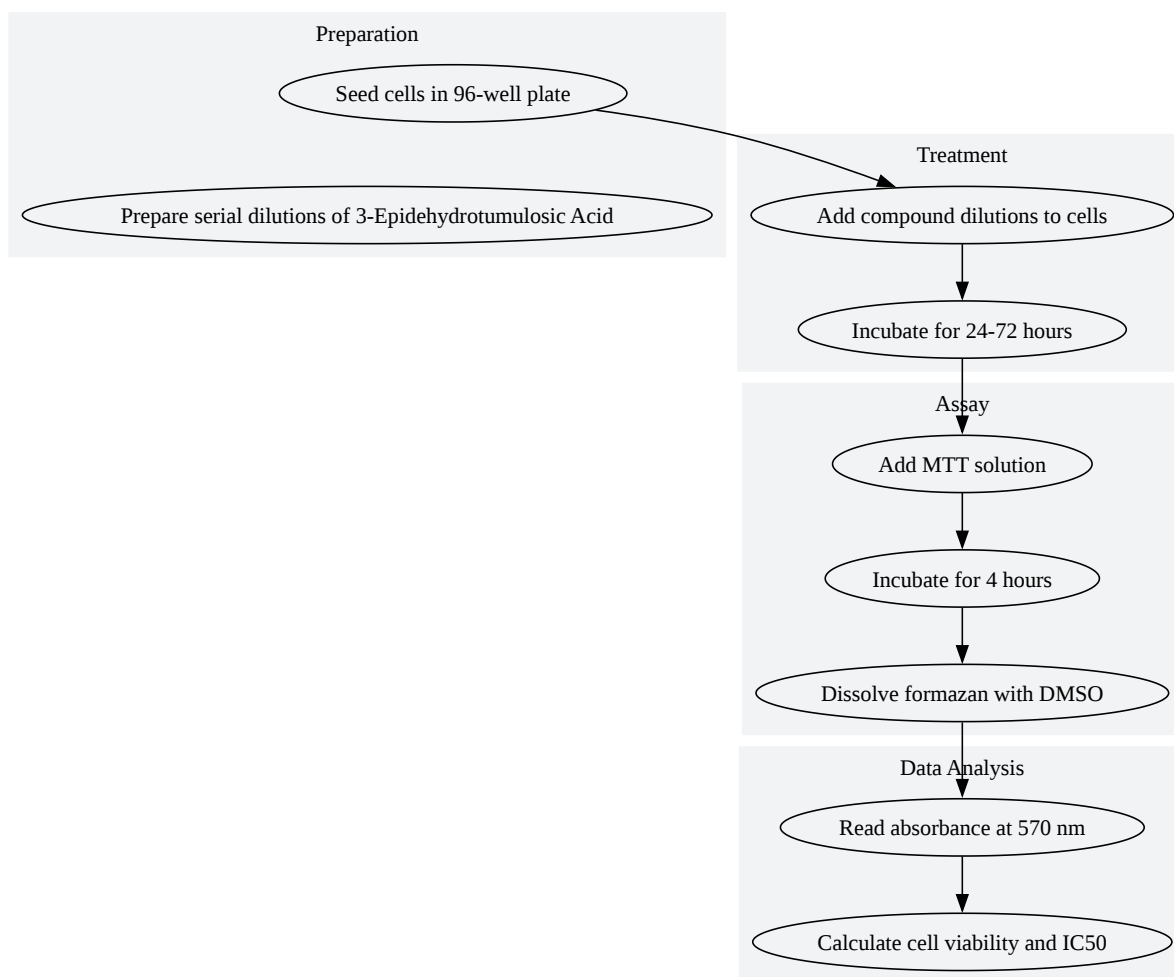 Preparation
Seed cells in 96-well plate
Prepare serial dilutions of 3-Epidehydrotumulosic Acid
Treatment
Add compound dilutions to cells
Incubate for 24-72 hours
Assay
Add MTT solution
Incubate for 4 hours
Dissolve formazan with DMSO
Data Analysis
Read absorbance at 570 nm
Calculate cell viability and IC50